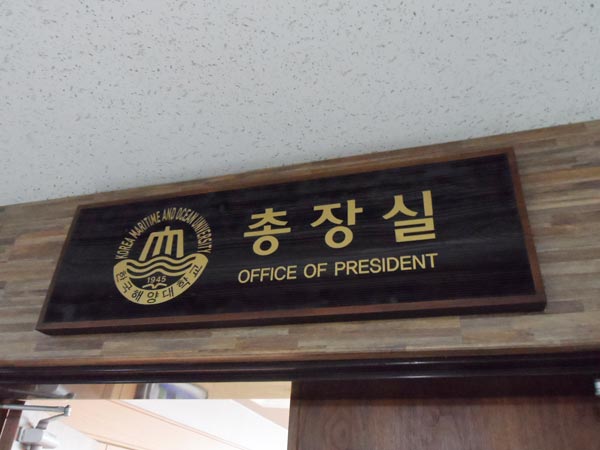 KOREA MARITIME AND OCEAN UNIVERSITY
1945
한국해양대학교
총장실
OFFICE OF PRESIDENT